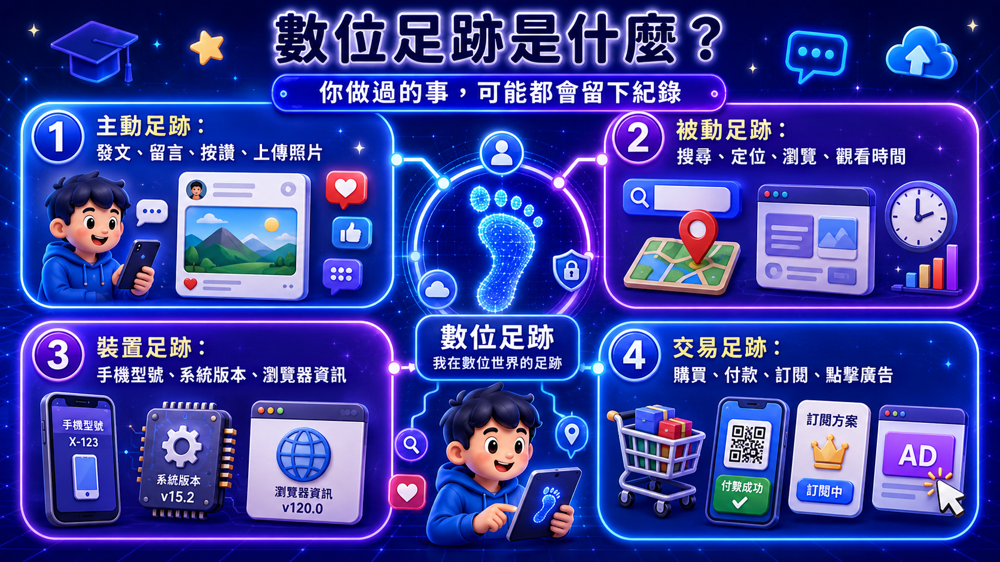 數位足跡是什麼？
你做過的事，可能都會留下紀錄
1
主動足跡：
發文、留言、按讚、上傳照片
2
被動足跡：
搜尋、定位、瀏覽、觀看時間
數位足跡
我在數位世界的足跡
3
裝置足跡：
手機型號、系統版本、瀏覽器資訊
手機型號
X-123
系統版本
v15.2
瀏覽器資訊
v120.0
4
交易足跡：
購買、付款、訂閱、點擊廣告
付款成功
訂閱方案
訂閱中
AD